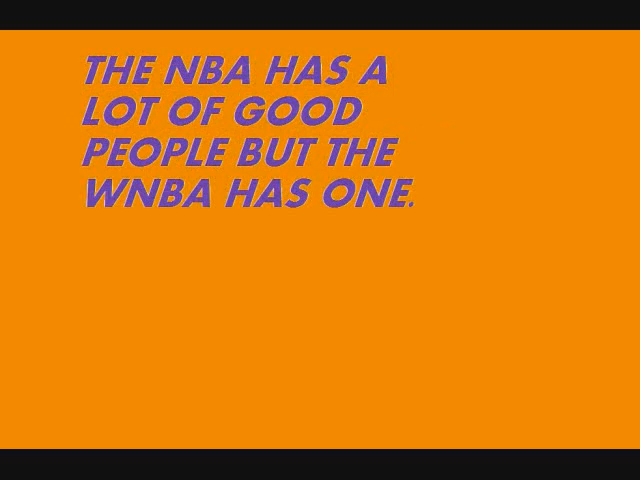 THE NBA HAS A
LOT OF GOOD
PEOPLE BUT THE
WNBA HAS ONE.